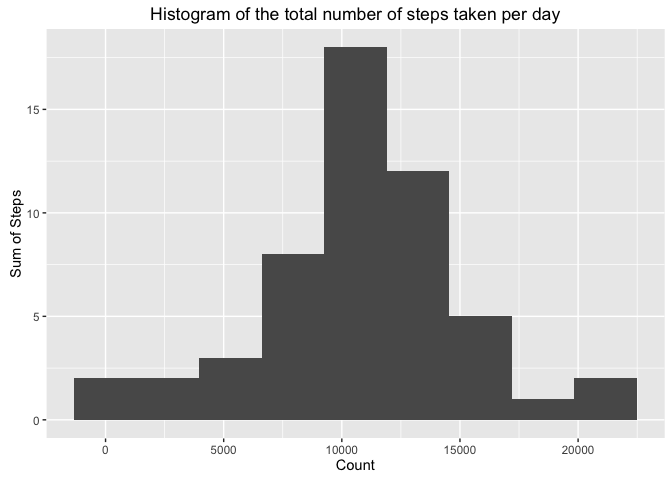 Histogram of the total number of steps taken per day
Sum of Steps
15
10
5
0
0 5000 10000 15000 20000
Count